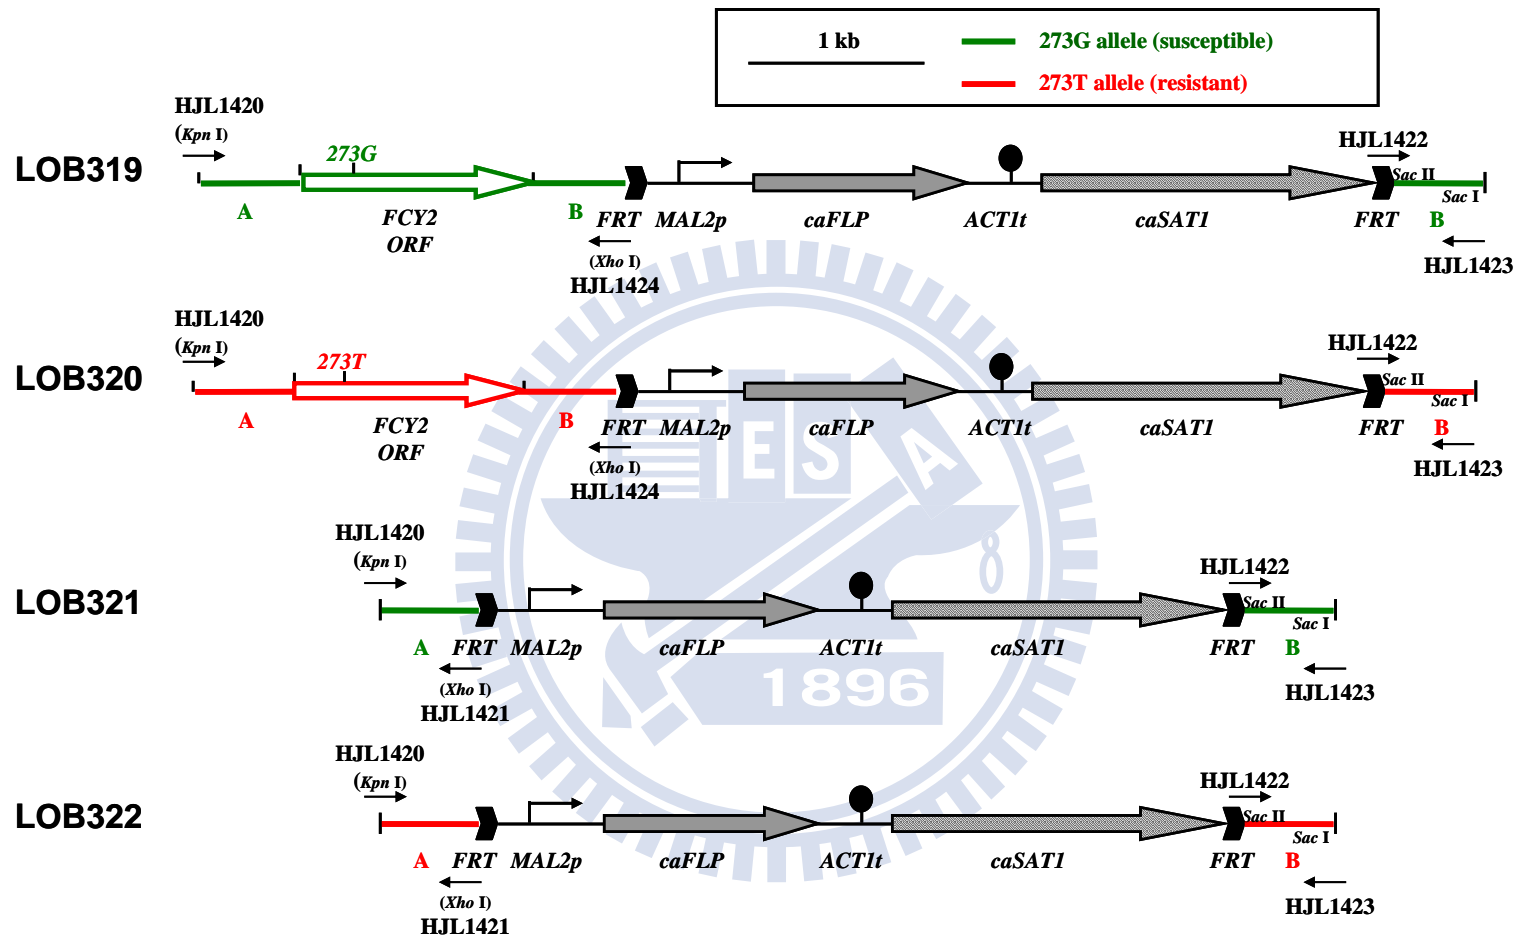 1 kb
273G allele (susceptible)
273T allele (resistant)
HJL1420
(Kpn I)
LOB319
273G
HJL1422
Sac II
Sac I
A
FCY2
ORF
B
FRT
MAL2p
caFLP
ACT1t
caSAT1
FRT
B
(Xho I)
HJL1424
HJL1423
HJL1420
(Kpn I)
LOB320
273T
HJL1422
Sac II
Sac I
A
FCY2
ORF
B
FRT
MAL2p
caFLP
ACT1t
caSAT1
FRT
B
(Xho I)
HJL1424
HJL1423
E S A
HJL1420
(Kpn I)
LOB321
HJL1422
Sac II
Sac I
A
FRT
MAL2p
caFLP
ACT1t
caSAT1
FRT
B
(Xho I)
HJL1421
HJL1423
1896
HJL1420
(Kpn I)
LOB322
HJL1422
Sac II
Sac I
A
FRT
MAL2p
caFLP
ACT1t
caSAT1
FRT
B
(Xho I)
HJL1421
HJL1423